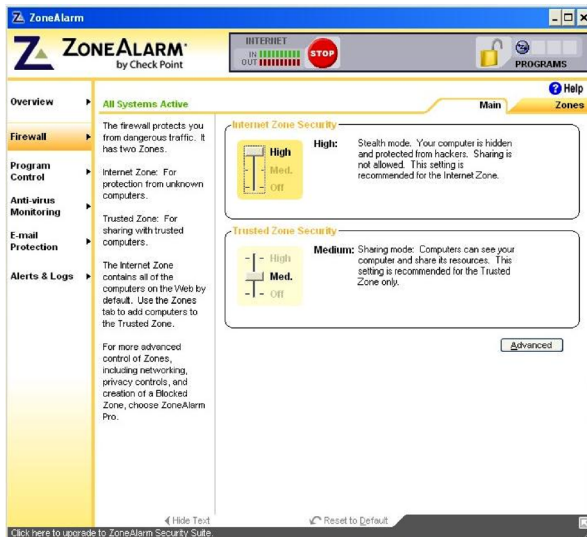 ZoneAlarm
ZONEALARM
by Check Point
INTERNET
IN
OUT
STOP
PROGRAMS
Help
Overview
Firewall
Program
Control
Anti-virus
Monitoring
E-mail
Protection
Alerts & Logs
All Systems Active
Main
Zones
The firewall protects you
from dangerous traffic. It
has two Zones.
Internet Zone: For
protection from unknown
computers.
Trusted Zone: For
sharing with trusted
computers.
The Internet Zone
contains all of the
computers on the Web by
default. Use the Zones
tab to add computers to
the Trusted Zone.
For more advanced
control of Zones,
including networking,
privacy controls, and
creation of a Blocked
Zone, choose ZoneAlarm
Pro.
Internet Zone Security
High
Med.
Off
High: Stealth mode. Your computer is hidden
and protected from hackers. Sharing is
not allowed. This setting is
recommended for the Internet Zone.
Trusted Zone Security
High
Med.
Off
Medium: Sharing mode: Computers can see your
computer and share its resources. This
setting is recommended for the Trusted
Zone only.
Advanced
Hide Text
Reset to Default
Click here to upgrade to ZoneAlarm Security Suite.